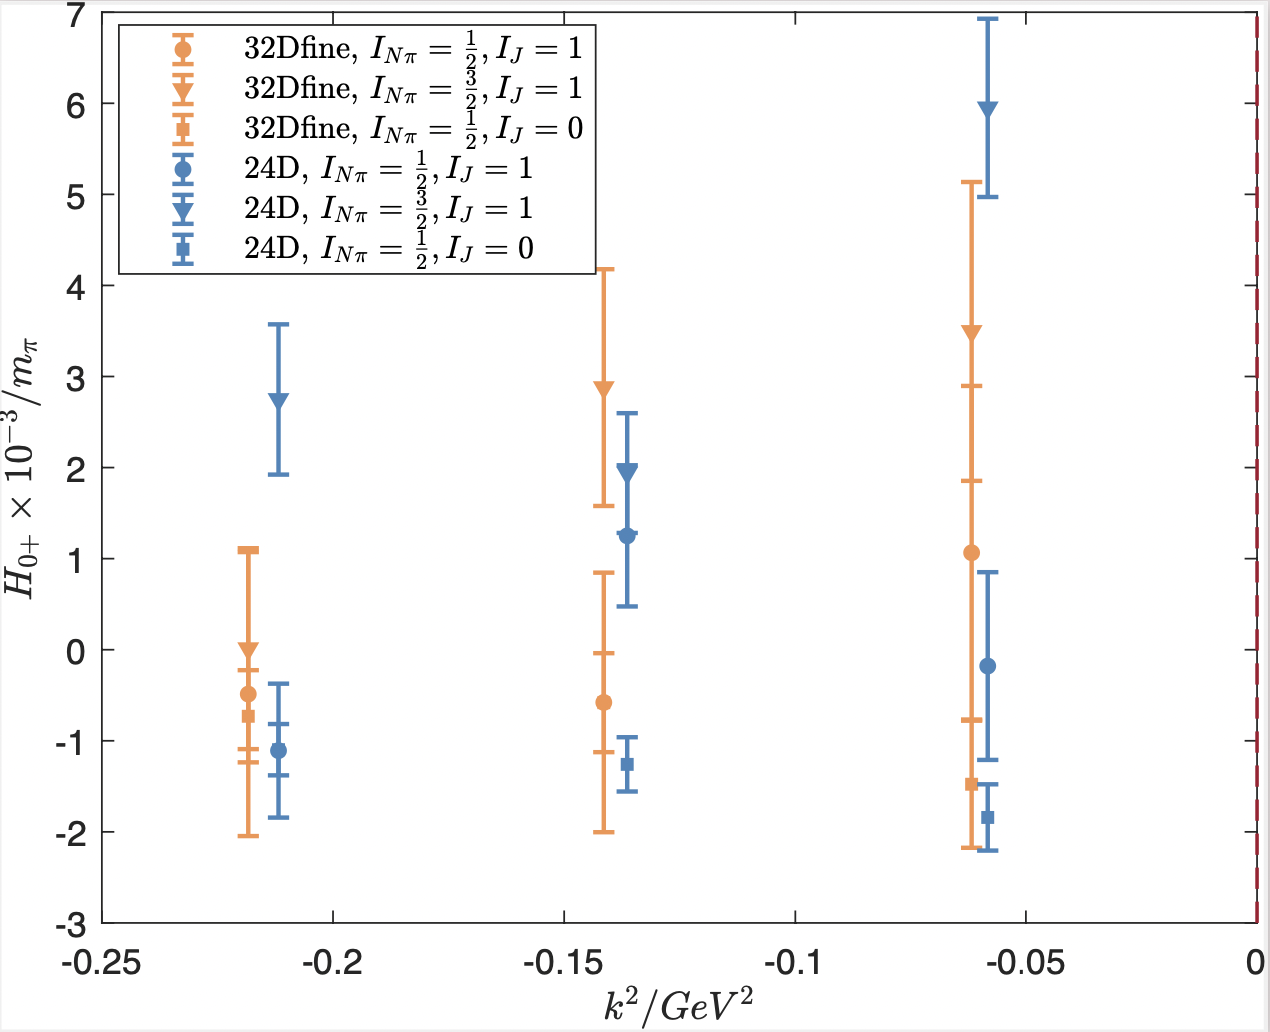 32Dfine, I_{Nπ} = 1/2, I_J = 1
32Dfine, I_{Nπ} = 3/2, I_J = 1
32Dfine, I_{Nπ} = 1/2, I_J = 0
24D, I_{Nπ} = 1/2, I_J = 1
24D, I_{Nπ} = 3/2, I_J = 1
24D, I_{Nπ} = 1/2, I_J = 0
7
6
5
4
3
2
1
0
-1
-2
-3
H_{0+} × 10^{-3}/m_π
-0.25 -0.2 -0.15 -0.1 -0.05 0
k²/GeV²